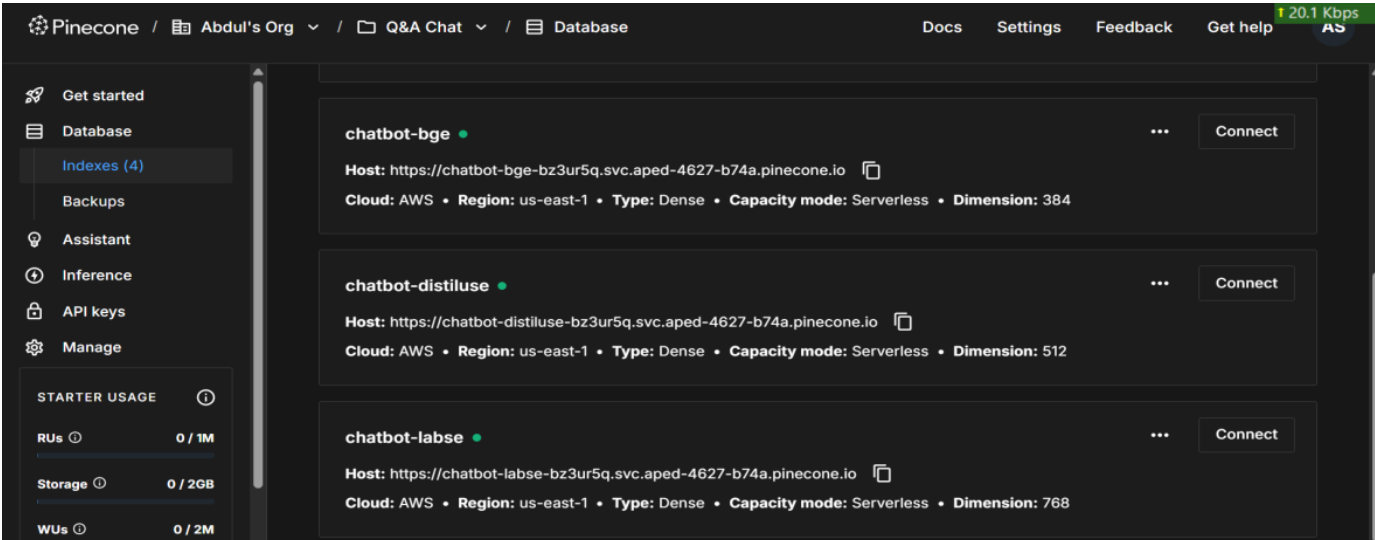 Pinecone / Abdul's Org / Q&A Chat / Database Docs Settings Feedback Get help AS
↑ 20.1 Kbps
Get started
Database
Indexes (4)
Backups
Assistant
Inference
API keys
Manage
STARTER USAGE
RUs 0 / 1M
Storage 0 / 2GB
WUs 0 / 2M
chatbot-bge ... Connect
Host: https://chatbot-bge-bz3ur5q.svc.aped-4627-b74a.pinecone.io
Cloud: AWS • Region: us-east-1 • Type: Dense • Capacity mode: Serverless • Dimension: 384
chatbot-distiluse ... Connect
Host: https://chatbot-distiluse-bz3ur5q.svc.aped-4627-b74a.pinecone.io
Cloud: AWS • Region: us-east-1 • Type: Dense • Capacity mode: Serverless • Dimension: 512
chatbot-labse ... Connect
Host: https://chatbot-labse-bz3ur5q.svc.aped-4627-b74a.pinecone.io
Cloud: AWS • Region: us-east-1 • Type: Dense • Capacity mode: Serverless • Dimension: 768